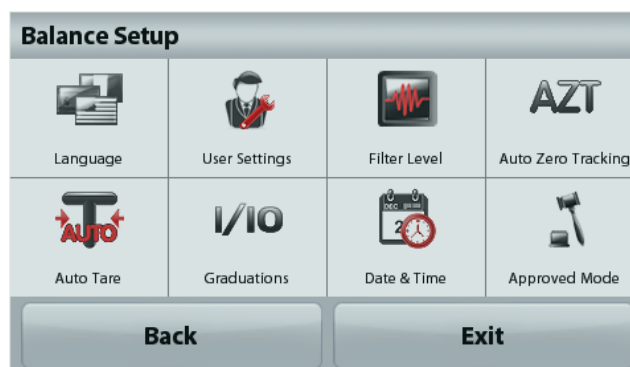 Balance Setup
AZT
Language
User Settings
Filter Level
Auto Zero Tracking
AUTO
I/IO
DEC
2
Auto Tare
Graduations
Date & Time
Approved Mode
Back
Exit